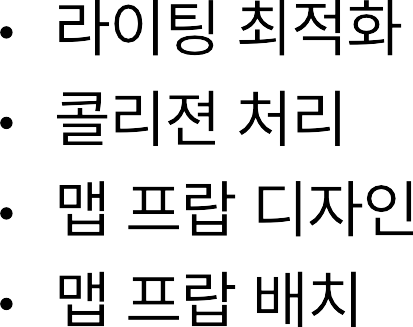 • 라이팅 최적화
• 콜리젼 처리
• 맵 프랍 디자인
• 맵 프랍 배치